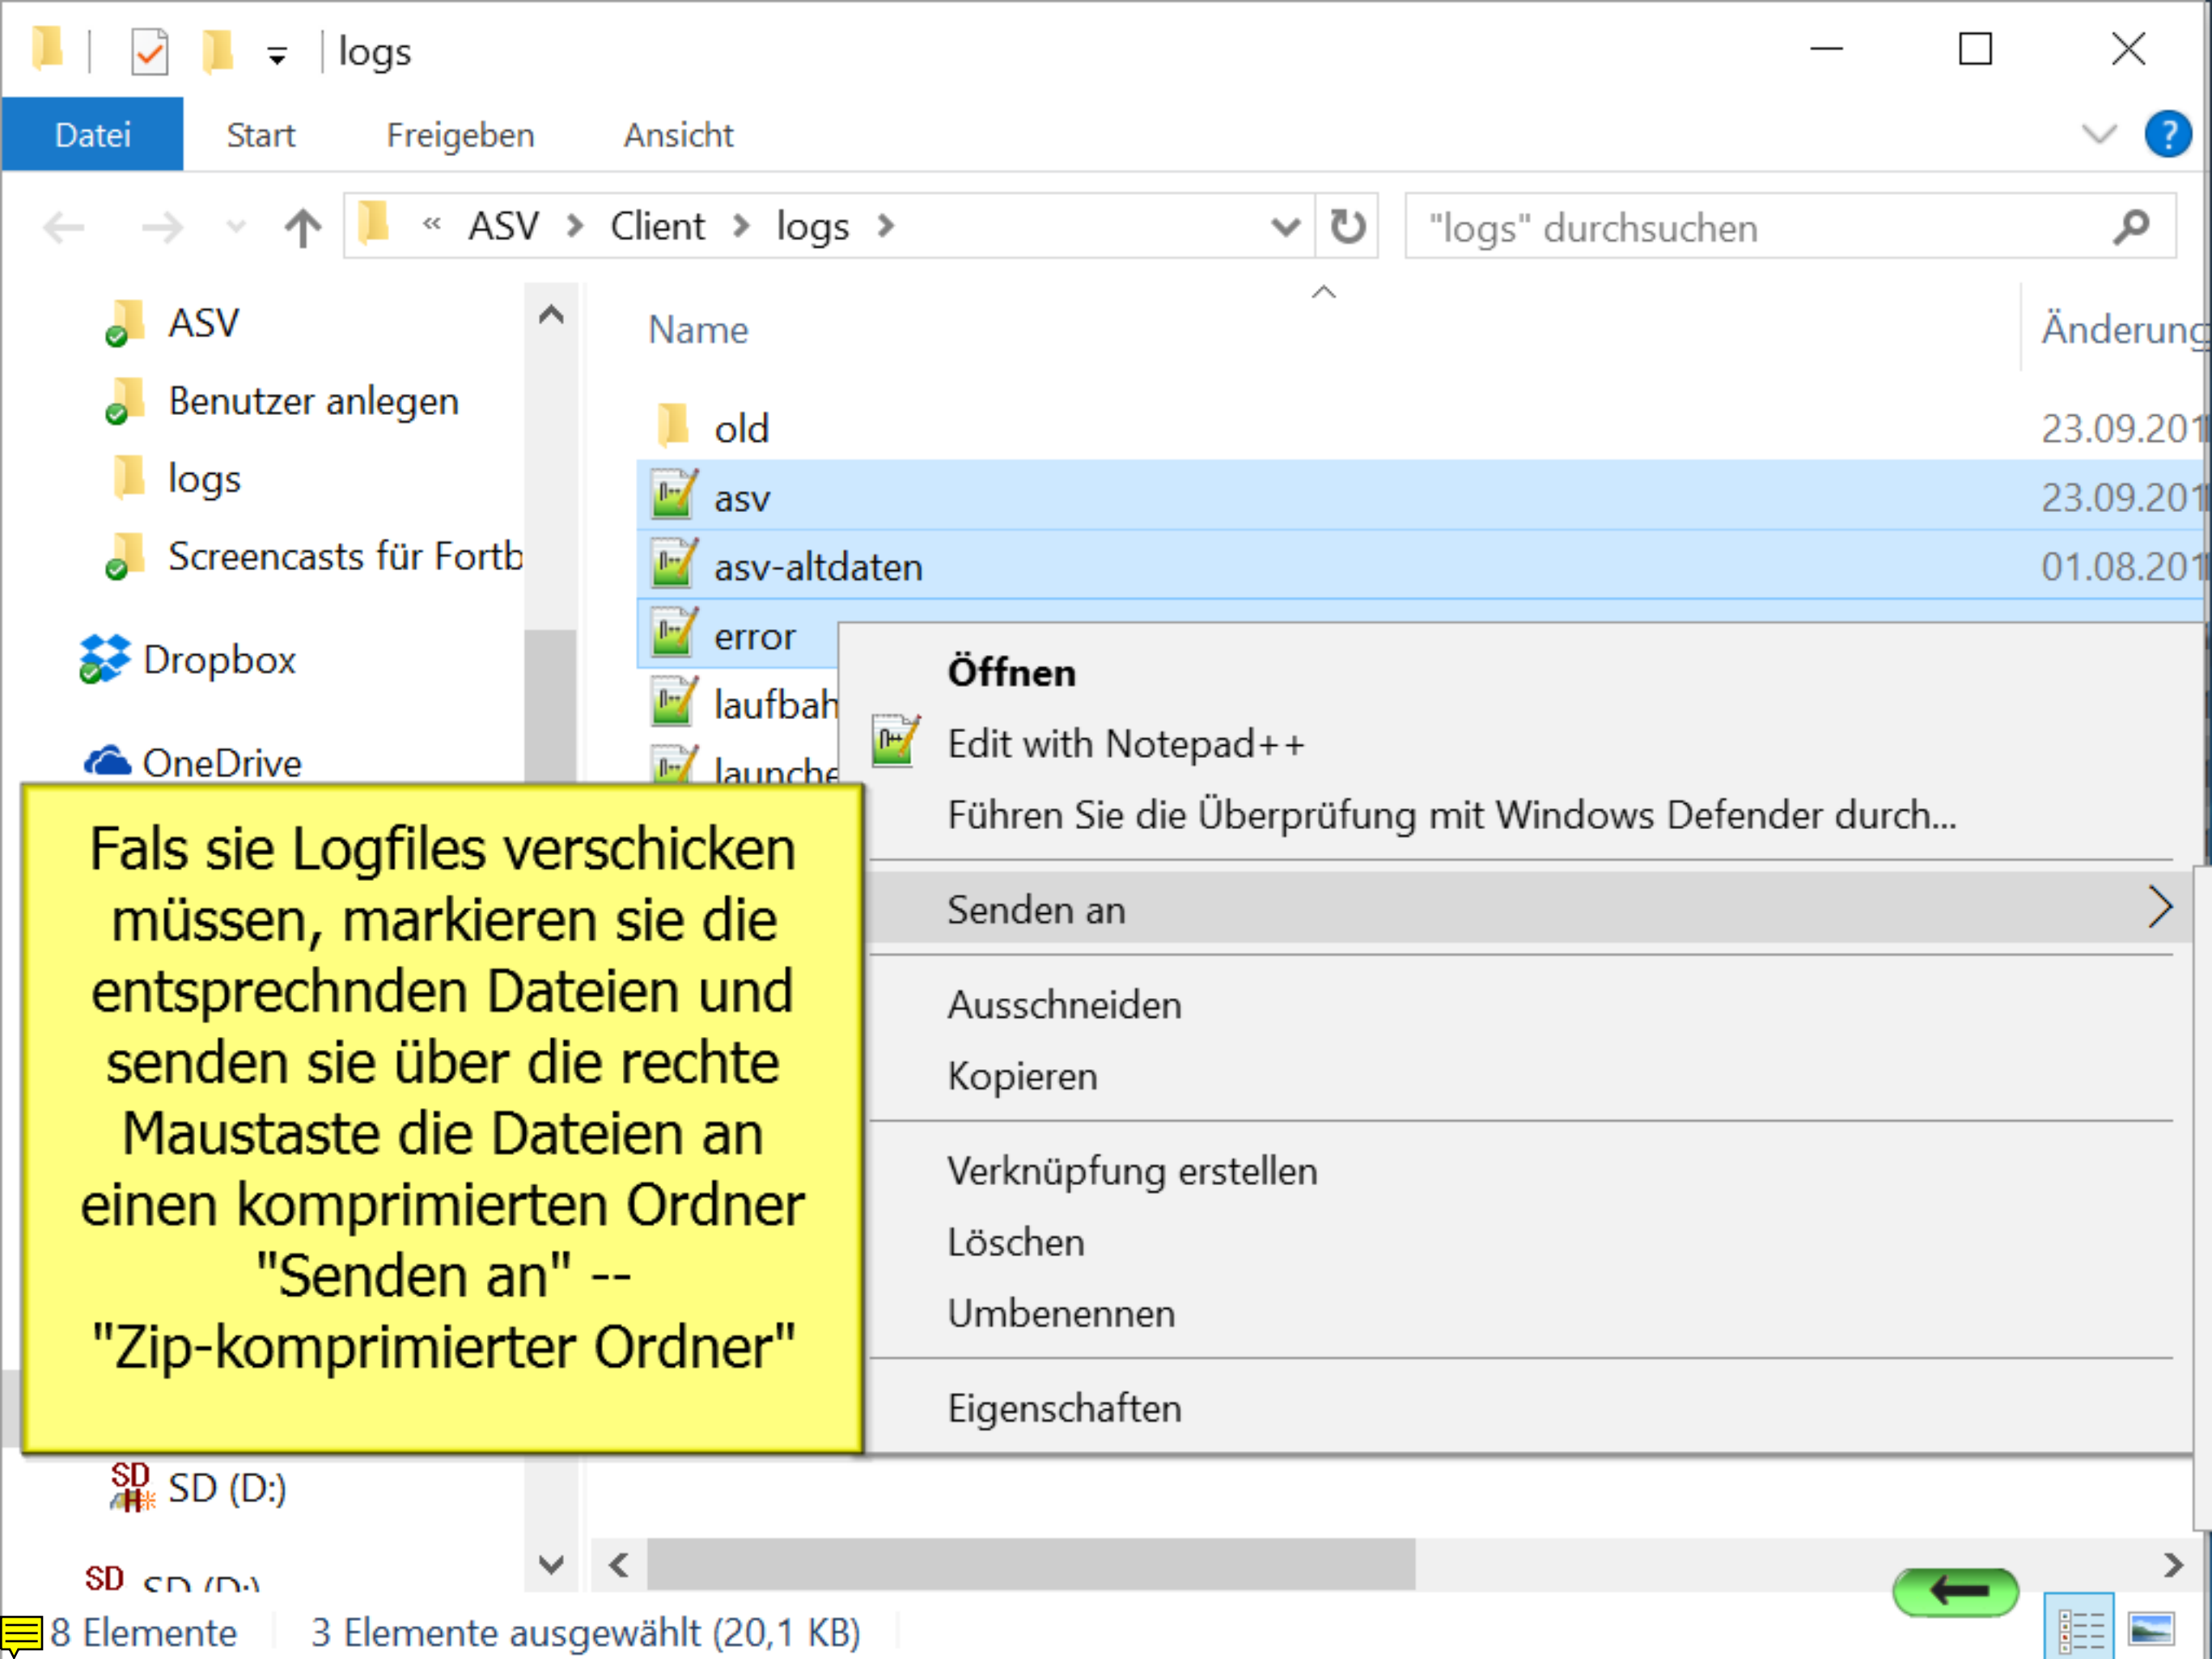 logs
Datei Start Freigeben Ansicht ?
« ASV > Client > logs > "logs" durchsuchen
ASV
Benutzer anlegen
logs
Screencasts für Fortb
Dropbox
OneDrive
SD (D:)
SD (D:)
Name Änderung
old 23.09.201
asv 23.09.201
asv-altdaten 01.08.201
error
laufbah
launche
Öffnen
Edit with Notepad++
Führen Sie die Überprüfung mit Windows Defender durch...
Senden an
Ausschneiden
Kopieren
Verknüpfung erstellen
Löschen
Umbenennen
Eigenschaften
Fals sie Logfiles verschicken
müssen, markieren sie die
entsprechnden Dateien und
senden sie über die rechte
Maustaste die Dateien an
einen komprimierten Ordner
"Senden an" --
"Zip-komprimierter Ordner"
8 Elemente 3 Elemente ausgewählt (20,1 KB)